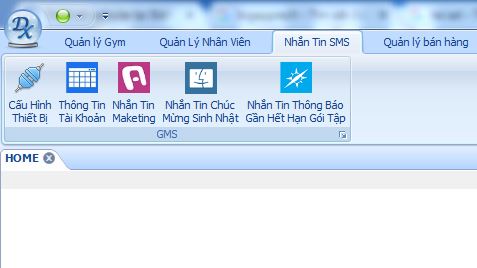 DX
Quản lý Gym Quản Lý Nhân Viên Nhắn Tin SMS Quản lý bán hàng
Cấu Hình Thông Tin Nhắn Tin Nhắn Tin Chúc Nhắn Tin Thông Báo
Thiết Bị Tài Khoản Maketing Mừng Sinh Nhật Gần Hết Hạn Gói Tập
GMS
HOME